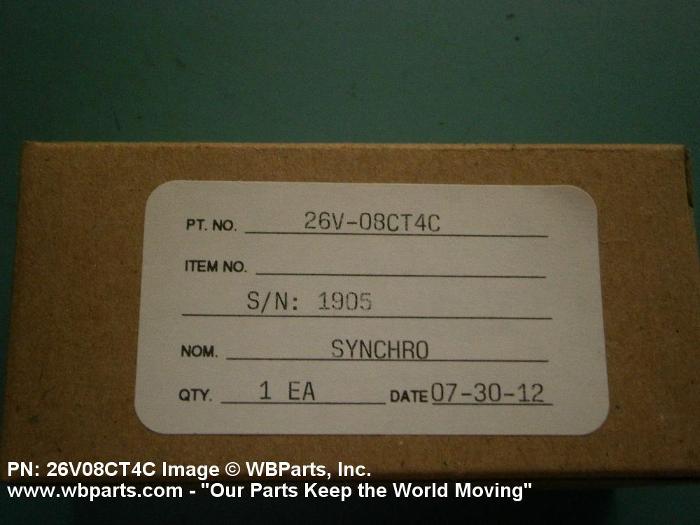 PT. NO. 26V-08CT4C
ITEM NO.
S/N: 1905
NOM. SYNCHRO
QTY. 1 EA DATE 07-30-12
PN: 26V08CT4C Image © WBParts, Inc.
www.wbparts.com - "Our Parts Keep the World Moving"